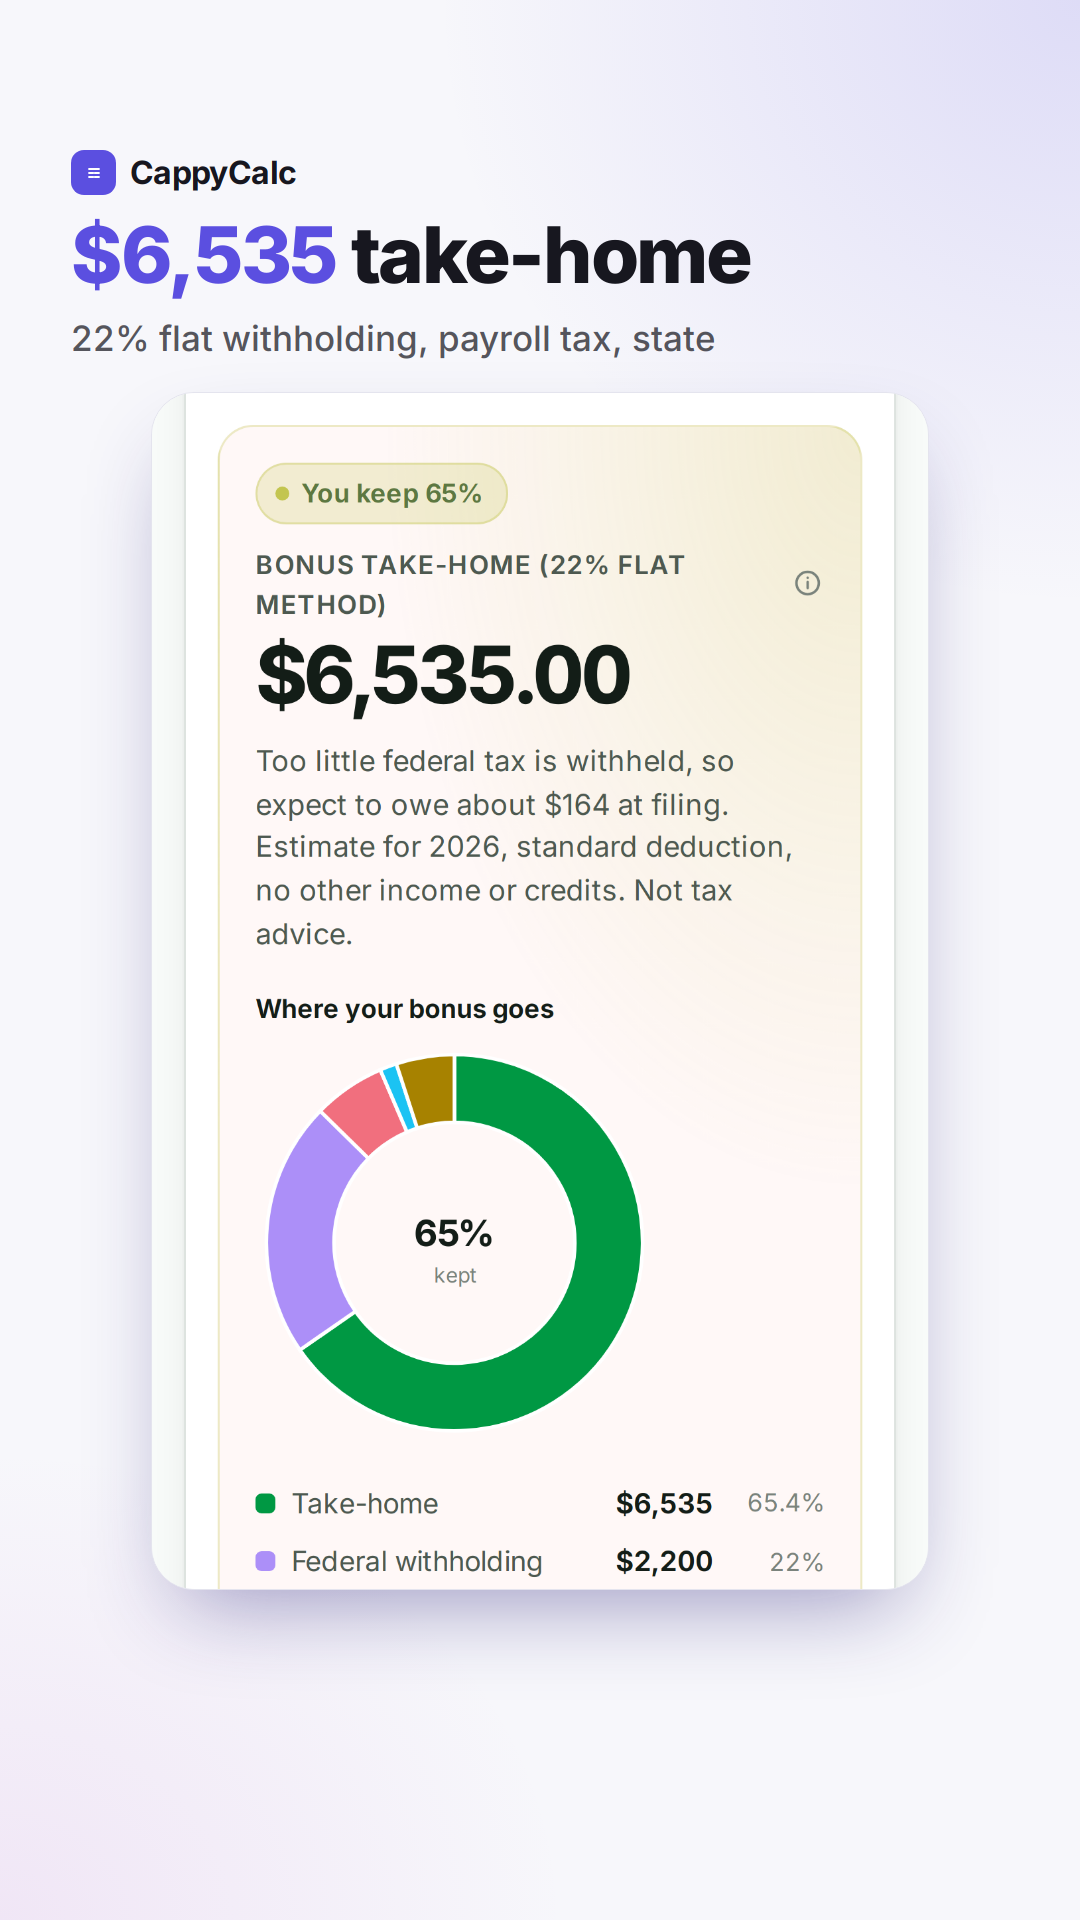 CappyCalc
$6,535 take-home
22% flat withholding, payroll tax, state
You keep 65%
BONUS TAKE-HOME (22% FLAT
METHOD)
$6,535.00
Too little federal tax is withheld, so
expect to owe about $164 at filing.
Estimate for 2026, standard deduction,
no other income or credits. Not tax
advice.
Where your bonus goes
65%
kept
Take-home $6,535 65.4%
Federal withholding $2,200 22%